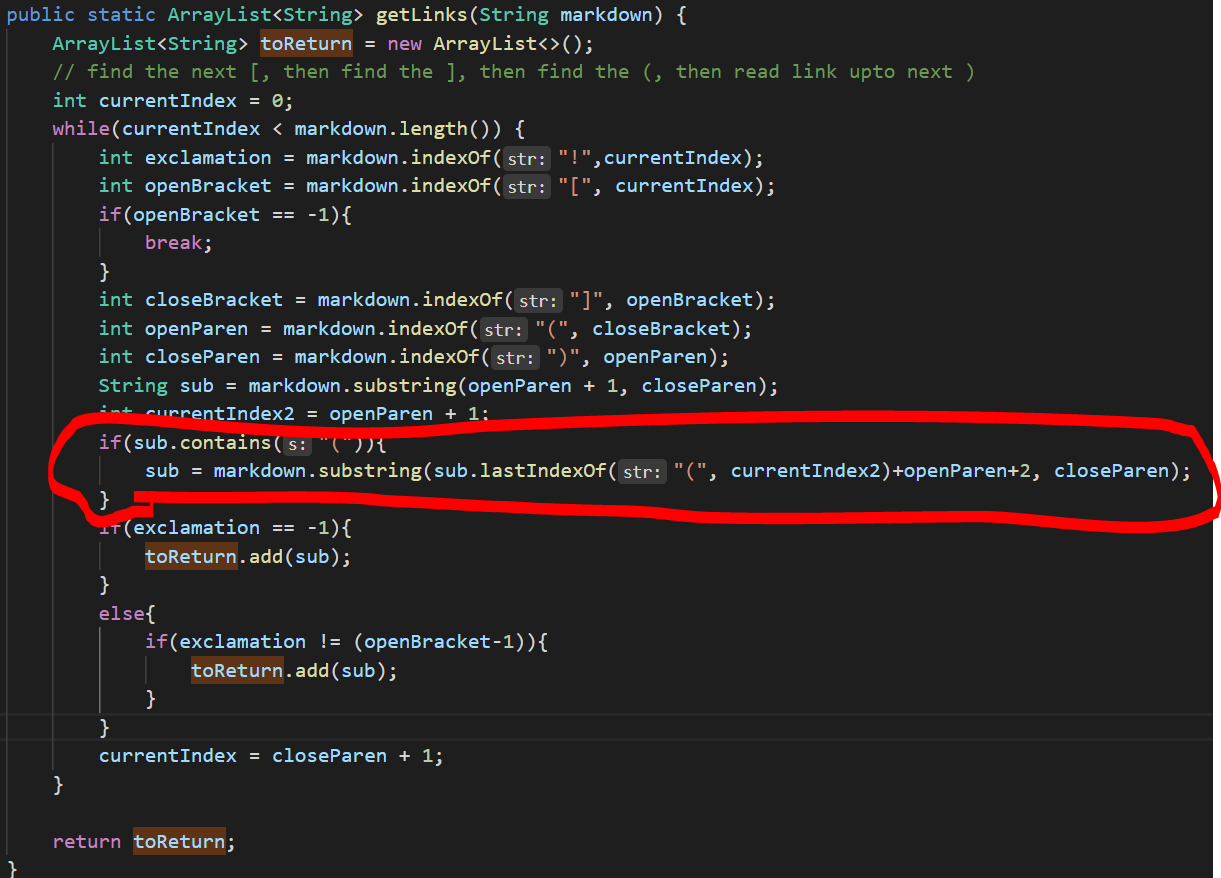 public static ArrayList<String> getLinks(String markdown) {
ArrayList<String> toReturn = new ArrayList<>();
// find the next [, then find the ], then find the (, then read link upto next )
int currentIndex = 0;
while(currentIndex < markdown.length()) {
int exclamation = markdown.indexOf(str: "!",currentIndex);
int openBracket = markdown.indexOf(str: "[", currentIndex);
if(openBracket == -1){
break;
}
int closeBracket = markdown.indexOf(str: "]", openBracket);
int openParen = markdown.indexOf(str: "(", closeBracket);
int closeParen = markdown.indexOf(str: ")", openParen);
String sub = markdown.substring(openParen + 1, closeParen);
int currentIndex2 = openParen + 1;
if(sub.contains(s: "(")){
sub = markdown.substring(sub.lastIndexOf(str: "(", currentIndex2)+openParen+2, closeParen);
}
if(exclamation == -1){
toReturn.add(sub);
}
else{
if(exclamation != (openBracket-1)){
toReturn.add(sub);
}
}
currentIndex = closeParen + 1;
}
return toReturn;
}